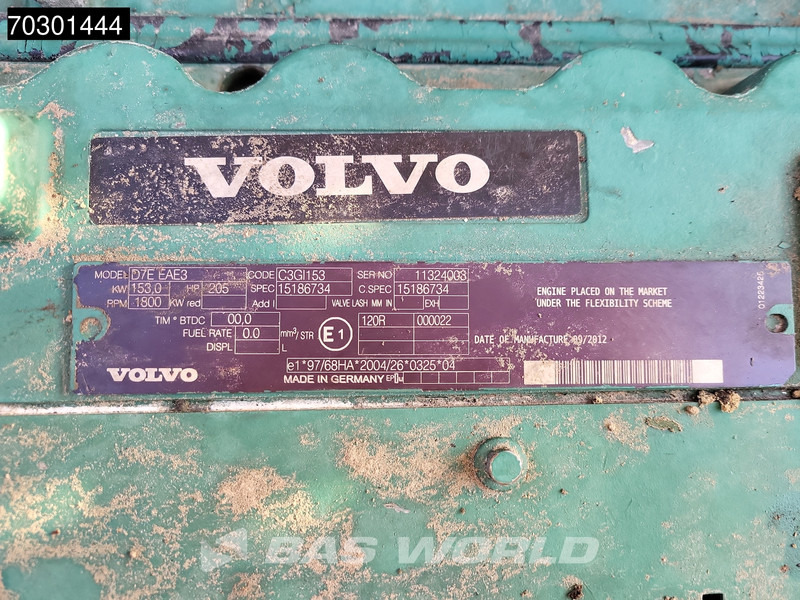 70301444
VOLVO
MODEL D7E EAE3 CODE C3GI153 SER NO 11324003
KW 153,0 HP 205 SPEC 15186734 C.SPEC 15186734
RPM 1800 KW red Add I VALVE LASH MM IN EXH
TIM ° BTDC 00,0 E1 120R 000022
FUEL RATE 0.0 mm³/STR
DISPL L
ENGINE PLACED ON THE MARKET
UNDER THE FLEXIBILITY SCHEME
DATE OF MANUFACTURE 09/2012
01223425
VOLVO
e1*97/68HA*2004/26*0325*04
MADE IN GERMANY
BAS WORLD